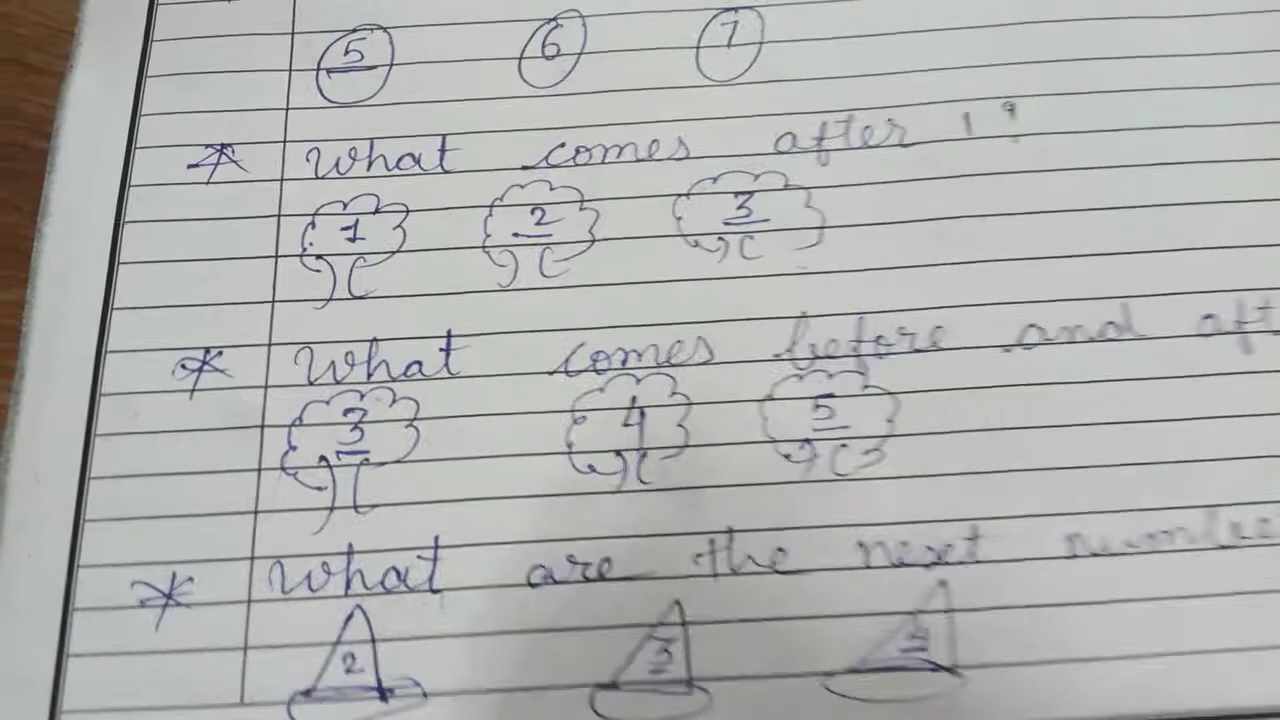 5 6 7
* What comes after 1 ?
1 2 3
* What comes before and aft
3 4 5
* What are the next
2 3